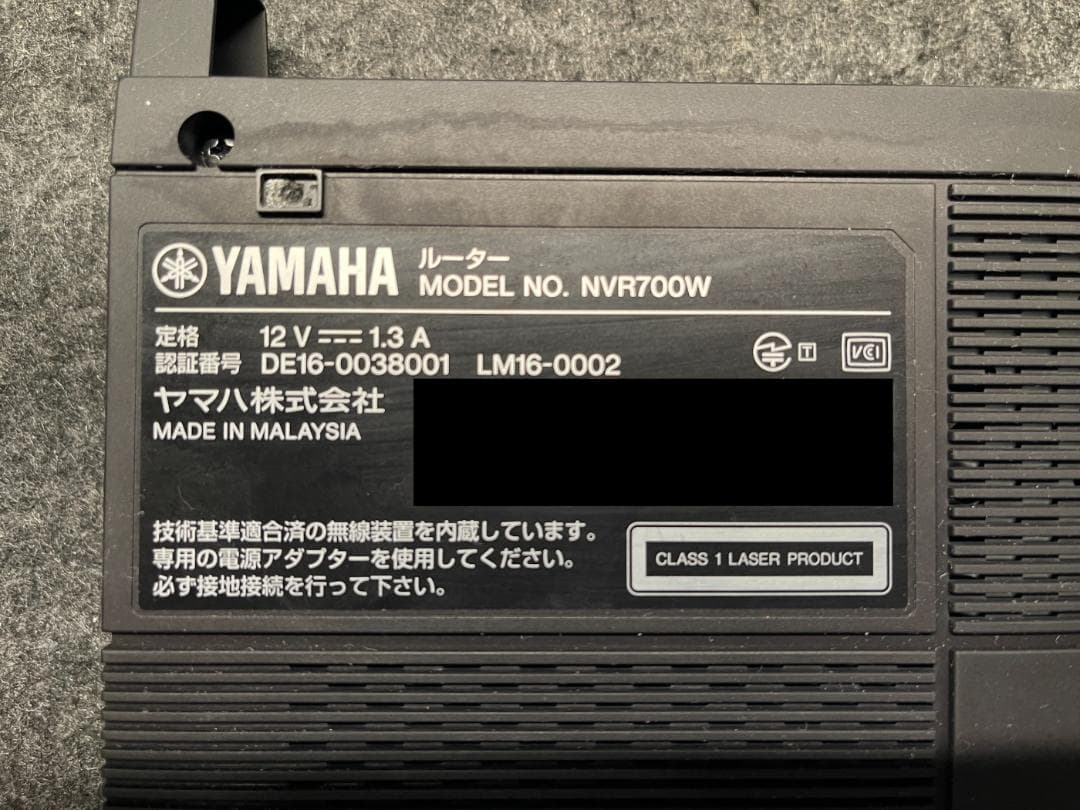 YAMAHA ルーター
MODEL NO. NVR700W
定格 12 V 1.3 A
認証番号 DE16-0038001 LM16-0002
T
VCI
ヤマハ株式会社
MADE IN MALAYSIA
技術基準適合済の無線装置を内蔵しています。
専用の電源アダプターを使用してください。
必ず接地接続を行って下さい。
CLASS 1 LASER PRODUCT